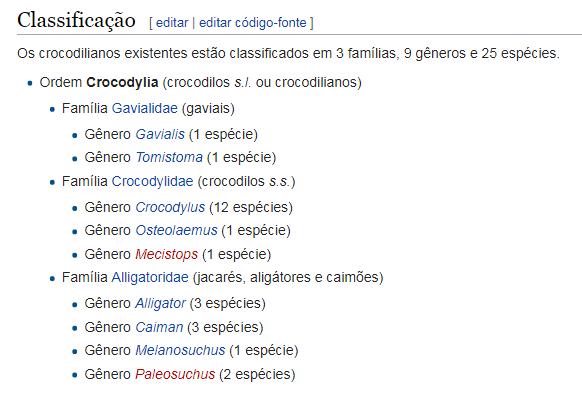 Classificação [ editar | editar código-fonte ]
Os crocodilianos existentes estão classificados em 3 famílias, 9 gêneros e 25 espécies.
Ordem Crocodylia (crocodilos s.l. ou crocodilianos)
Família Gavialidae (gaviais)
Gênero Gavialis (1 espécie)
Gênero Tomistoma (1 espécie)
Família Crocodylidae (crocodilos s.s.)
Gênero Crocodylus (12 espécies)
Gênero Osteolaemus (1 espécie)
Gênero Mecistops (1 espécie)
Família Alligatoridae (jacarés, aligátores e caimões)
Gênero Alligator (3 espécies)
Gênero Caiman (3 espécies)
Gênero Melanosuchus (1 espécie)
Gênero Paleosuchus (2 espécies)